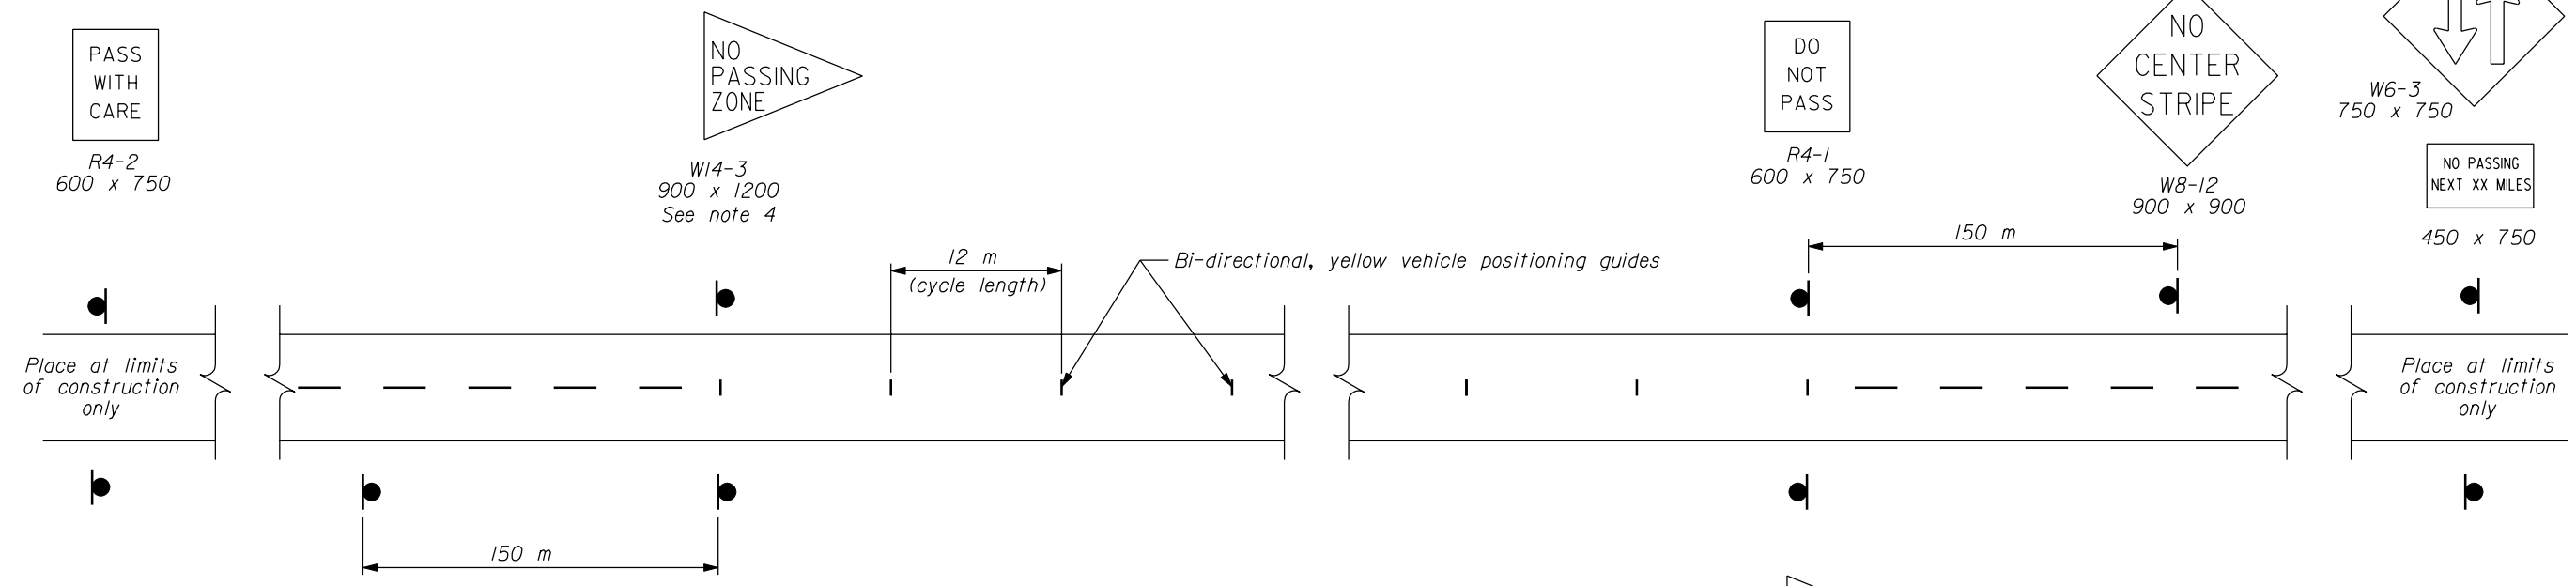 PASS
WITH
CARE
R4-2
600 x 750
NO
PASSING
ZONE
W14-3
900 x 1200
See note 4
DO
NOT
PASS
R4-1
600 x 750
NO
CENTER
STRIPE
W8-12
900 x 900
W6-3
750 x 750
NO PASSING
NEXT XX MILES
450 x 750
12 m
(cycle length)
Bi-directional, yellow vehicle positioning guides
150 m
Place at limits
of construction
only
Place at limits
of construction
only
150 m